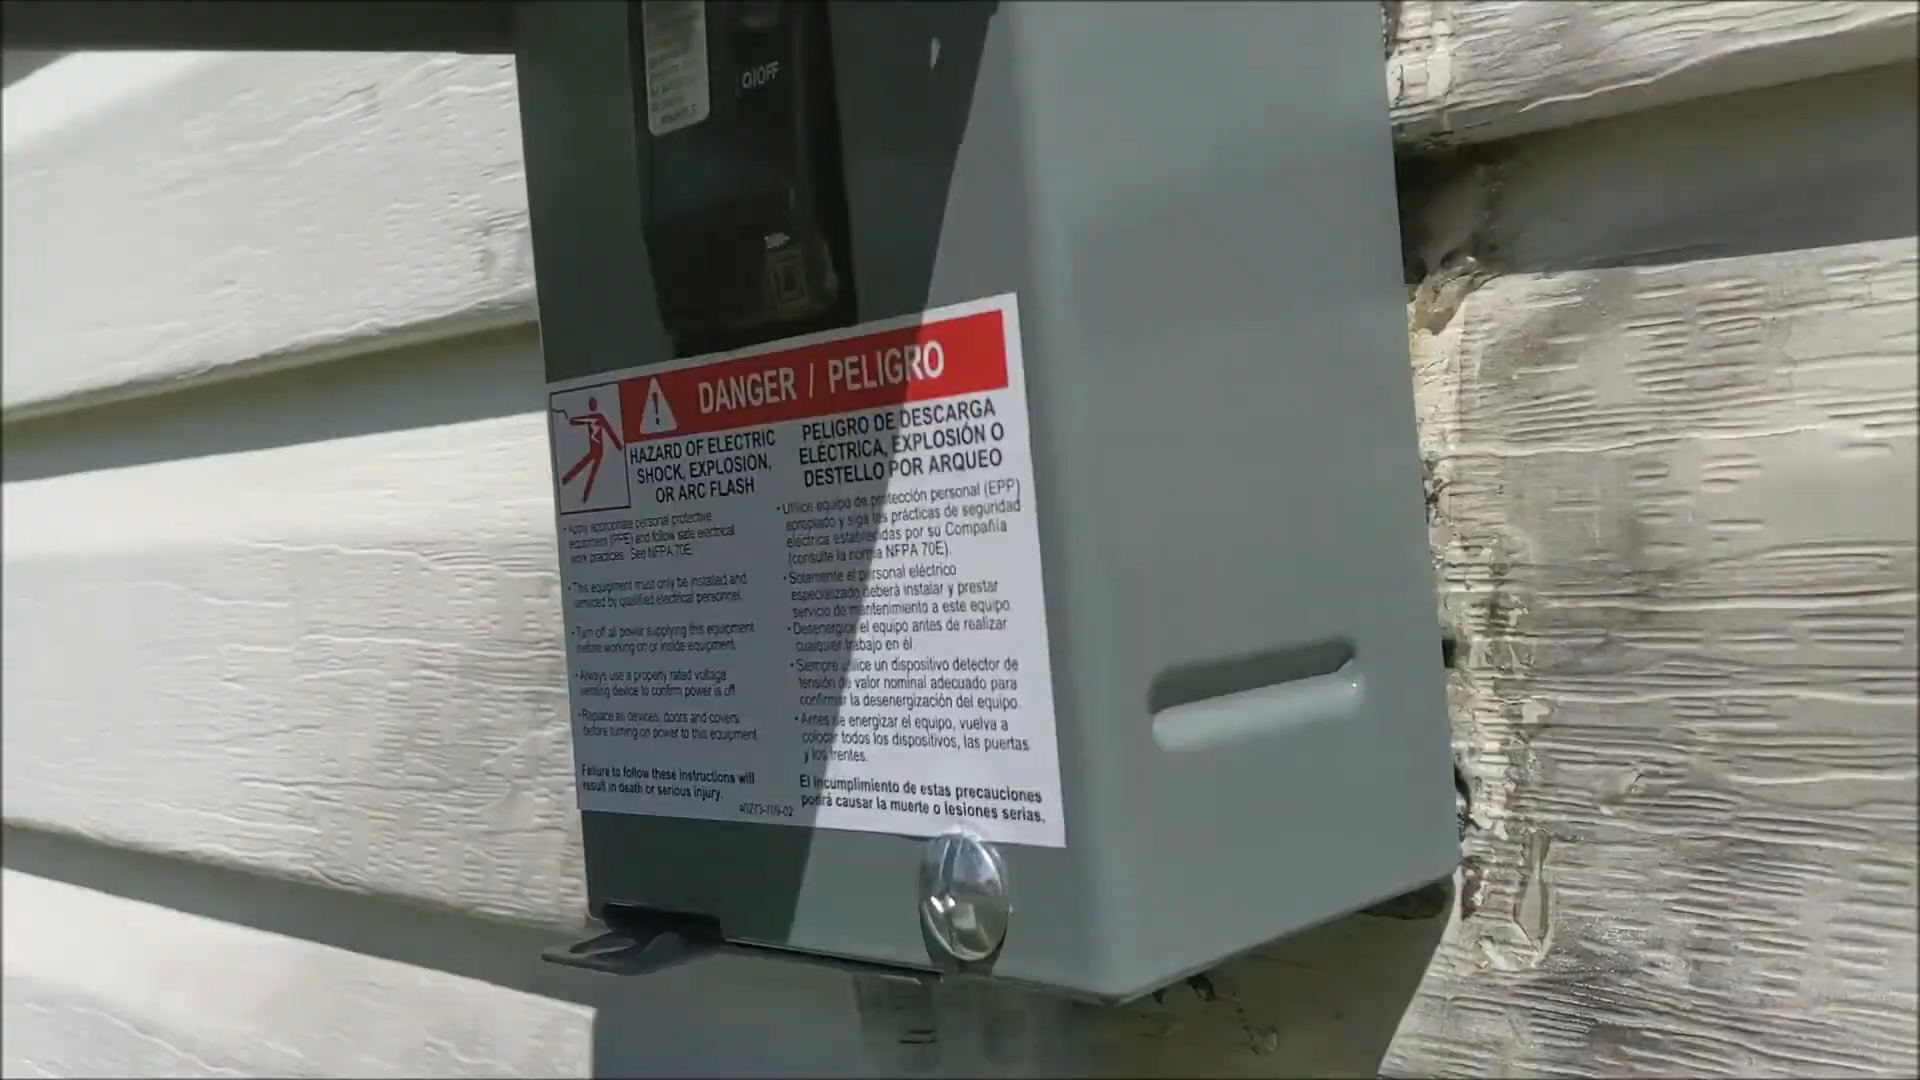 O|OFF
DANGER / PELIGRO
HAZARD OF ELECTRIC
SHOCK, EXPLOSION,
OR ARC FLASH
• Apply appropriate personal protective
equipment (PPE) and follow safe electrical
work practices. See NFPA 70E.
• This equipment must only be installed and
serviced by qualified electrical personnel.
• Turn off all power supplying this equipment
before working on or inside equipment.
• Always use a properly rated voltage
sensing device to confirm power is off.
• Replace all devices, doors and covers
before turning on power to this equipment.
Failure to follow these instructions will
result in death or serious injury.
40273-709-02
PELIGRO DE DESCARGA
ELÉCTRICA, EXPLOSIÓN O
DESTELLO POR ARQUEO
• Utilice equipo de protección personal (EPP)
apropiado y siga las prácticas de seguridad
eléctrica establecidas por su Compañía
(consulte la norma NFPA 70E).
• Solamente el personal eléctrico
especializado deberá instalar y prestar
servicio de mantenimiento a este equipo.
• Desenergice el equipo antes de realizar
cualquier trabajo en él.
• Siempre utilice un dispositivo detector de
tensión de valor nominal adecuado para
confirmar la desenergización del equipo.
• Antes de energizar el equipo, vuelva a
colocar todos los dispositivos, las puertas
y los frentes.
El incumplimiento de estas precauciones
podrá causar la muerte o lesiones serias.